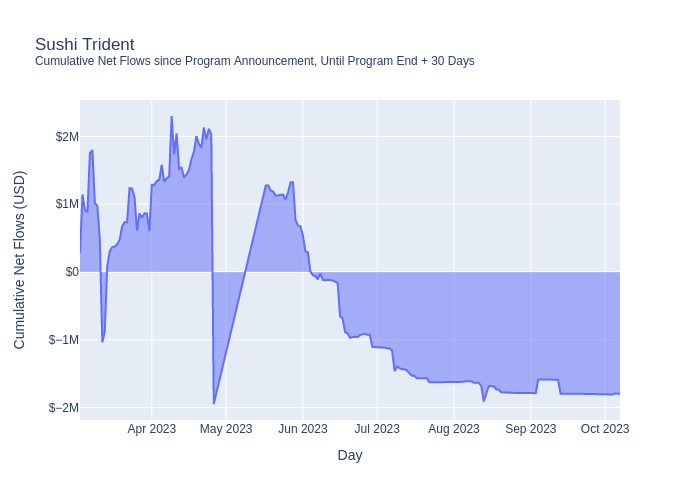 Sushi Trident
Cumulative Net Flows since Program Announcement, Until Program End + 30 Days
Cumulative Net Flows (USD)
$2M
$1M
$0
$−1M
$−2M
Apr 2023 May 2023 Jun 2023 Jul 2023 Aug 2023 Sep 2023 Oct 2023
Day